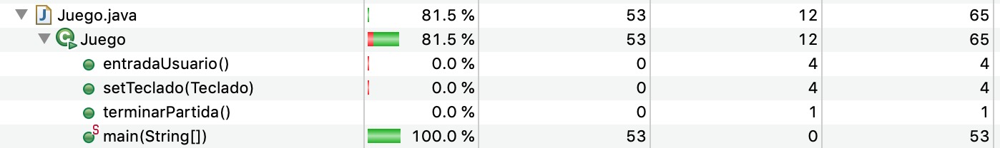 Juego.java 81.5 % 53 12 65
Juego 81.5 % 53 12 65
entradaUsuario() 0.0 % 0 4 4
setTeclado(Teclado) 0.0 % 0 4 4
terminarPartida() 0.0 % 0 1 1
main(String[]) 100.0 % 53 0 53